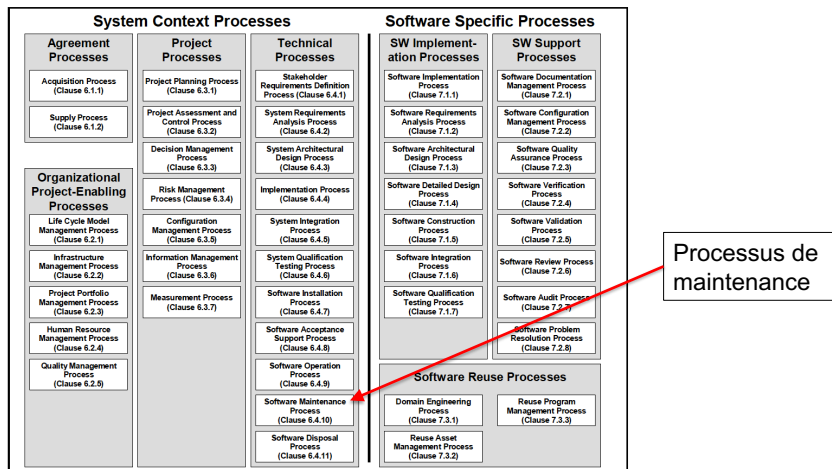 System Context Processes
Software Specific Processes
Agreement
Processes
Acquisition Process
(Clause 6.1.1)
Supply Process
(Clause 6.1.2)
Organizational
Project-Enabling
Processes
Life Cycle Model
Management Process
(Clause 6.2.1)
Infrastructure
Management Process
(Clause 6.2.2)
Project Portfolio
Management Process
(Clause 6.2.3)
Human Resource
Management Process
(Clause 6.2.4)
Quality Management
Process
(Clause 6.2.5)
Project
Processes
Project Planning Process
(Clause 6.3.1)
Project Assessment and
Control Process
(Clause 6.3.2)
Decision Management
Process
(Clause 6.3.3)
Risk Management
Process (Clause 6.3.4)
Configuration
Management Process
(Clause 6.3.5)
Information Management
Process
(Clause 6.3.6)
Measurement Process
(Clause 6.3.7)
Technical
Processes
Stakeholder
Requirements Definition
Process (Clause 6.4.1)
System Requirements
Analysis Process
(Clause 6.4.2)
System Architectural
Design Process
(Clause 6.4.3)
Implementation Process
(Clause 6.4.4)
System Integration
Process
(Clause 6.4.5)
System Qualification
Testing Process
(Clause 6.4.6)
Software Installation
Process
(Clause 6.4.7)
Software Acceptance
Support Process
(Clause 6.4.8)
Software Operation
Process
(Clause 6.4.9)
Software Maintenance
Process
(Clause 6.4.10)
Software Disposal
Process
(Clause 6.4.11)
SW Implement-
ation Processes
Software Implementation
Process
(Clause 7.1.1)
Software Requirements
Analysis Process
(Clause 7.1.2)
Software Architectural
Design Process
(Clause 7.1.3)
Software Detailed Design
Process
(Clause 7.1.4)
Software Construction
Process
(Clause 7.1.5)
Software Integration
Process
(Clause 7.1.6)
Software Qualification
Testing Process
(Clause 7.1.7)
SW Support
Processes
Software Documentation
Management Process
(Clause 7.2.1)
Software Configuration
Management Process
(Clause 7.2.2)
Software Quality
Assurance Process
(Clause 7.2.3)
Software Verification
Process
(Clause 7.2.4)
Software Validation
Process
(Clause 7.2.5)
Software Review Process
(Clause 7.2.6)
Software Audit Process
(Clause 7.2.7)
Software Problem
Resolution Process
(Clause 7.2.8)
Software Reuse Processes
Domain Engineering
Process
(Clause 7.3.1)
Reuse Asset
Management Process
(Clause 7.3.2)
Reuse Program
Management Process
(Clause 7.3.3)
Processus de
maintenance